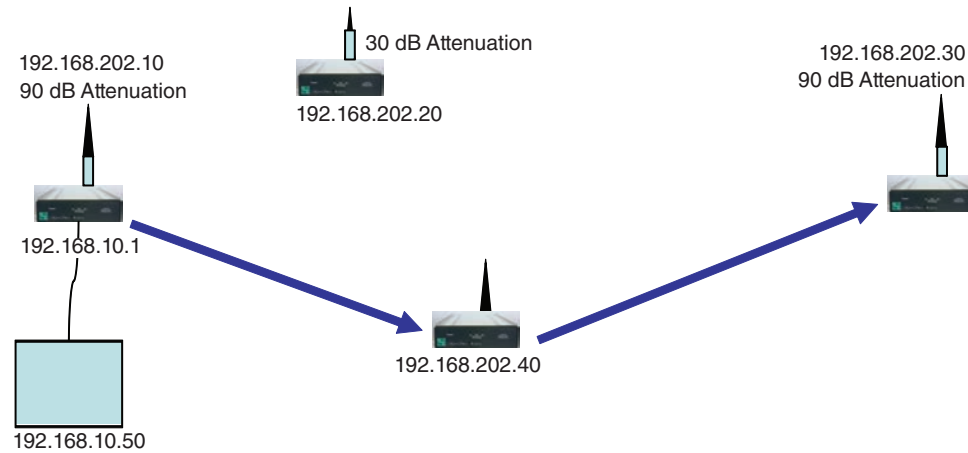 192.168.202.10
90 dB Attenuation
30 dB Attenuation
192.168.202.20
192.168.202.30
90 dB Attenuation
192.168.10.1
192.168.202.40
192.168.10.50